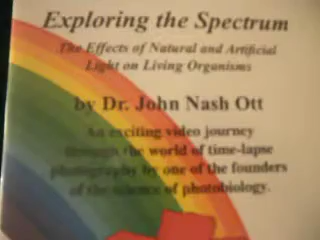 Exploring the Spectrum
The Effects of Natural and Artificial
Light on Living Organisms
by Dr. John Nash Ott
An exciting video journey
through the world of time-lapse
photography by one of the founders
of the science of photobiology.